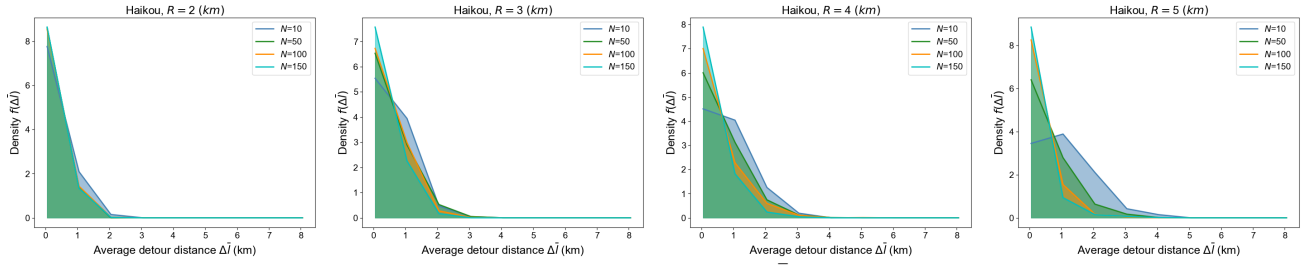 Haikou, R = 2 (km)
Density f(Δl̄)
8
6
4
2
0
0 1 2 3 4 5 6 7 8
Average detour distance Δl̄ (km)
N=10
N=50
N=100
N=150
Haikou, R = 3 (km)
Density f(Δl̄)
7
6
5
4
3
2
1
0
0 1 2 3 4 5 6 7 8
Average detour distance Δl̄ (km)
N=10
N=50
N=100
N=150
Haikou, R = 4 (km)
Density f(Δl̄)
8
7
6
5
4
3
2
1
0
0 1 2 3 4 5 6 7 8
Average detour distance Δl̄ (km)
N=10
N=50
N=100
N=150
Haikou, R = 5 (km)
Density f(Δl̄)
8
6
4
2
0
0 1 2 3 4 5 6 7 8
Average detour distance Δl̄ (km)
N=10
N=50
N=100
N=150